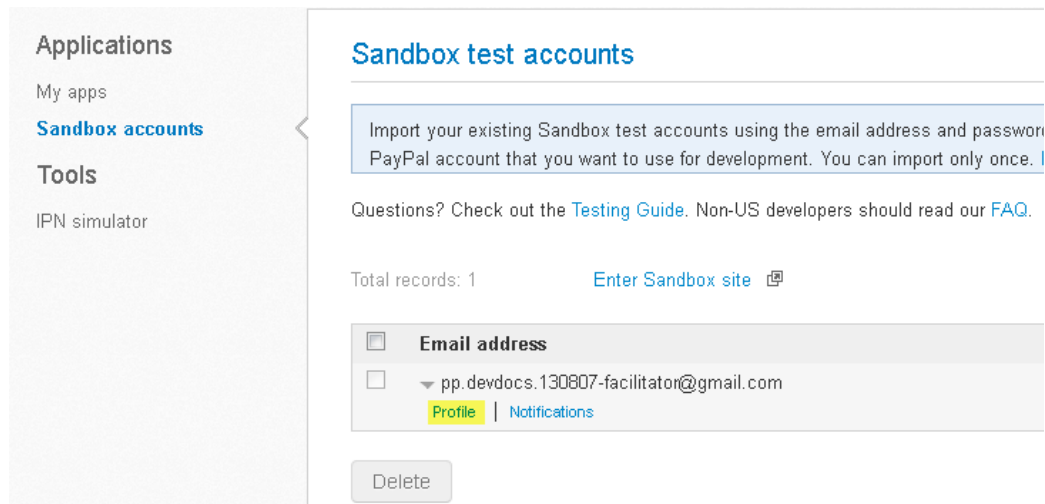 Applications
My apps
Sandbox accounts
Tools
IPN simulator
Sandbox test accounts
Import your existing Sandbox test accounts using the email address and
PayPal account that you want to use for development. You can import only once.
Questions? Check out the Testing Guide. Non-US developers should read our FAQ.
Total records: 1 Enter Sandbox site
Email address
pp.devdocs.130807-facilitator@gmail.com
Profile | Notifications
Delete